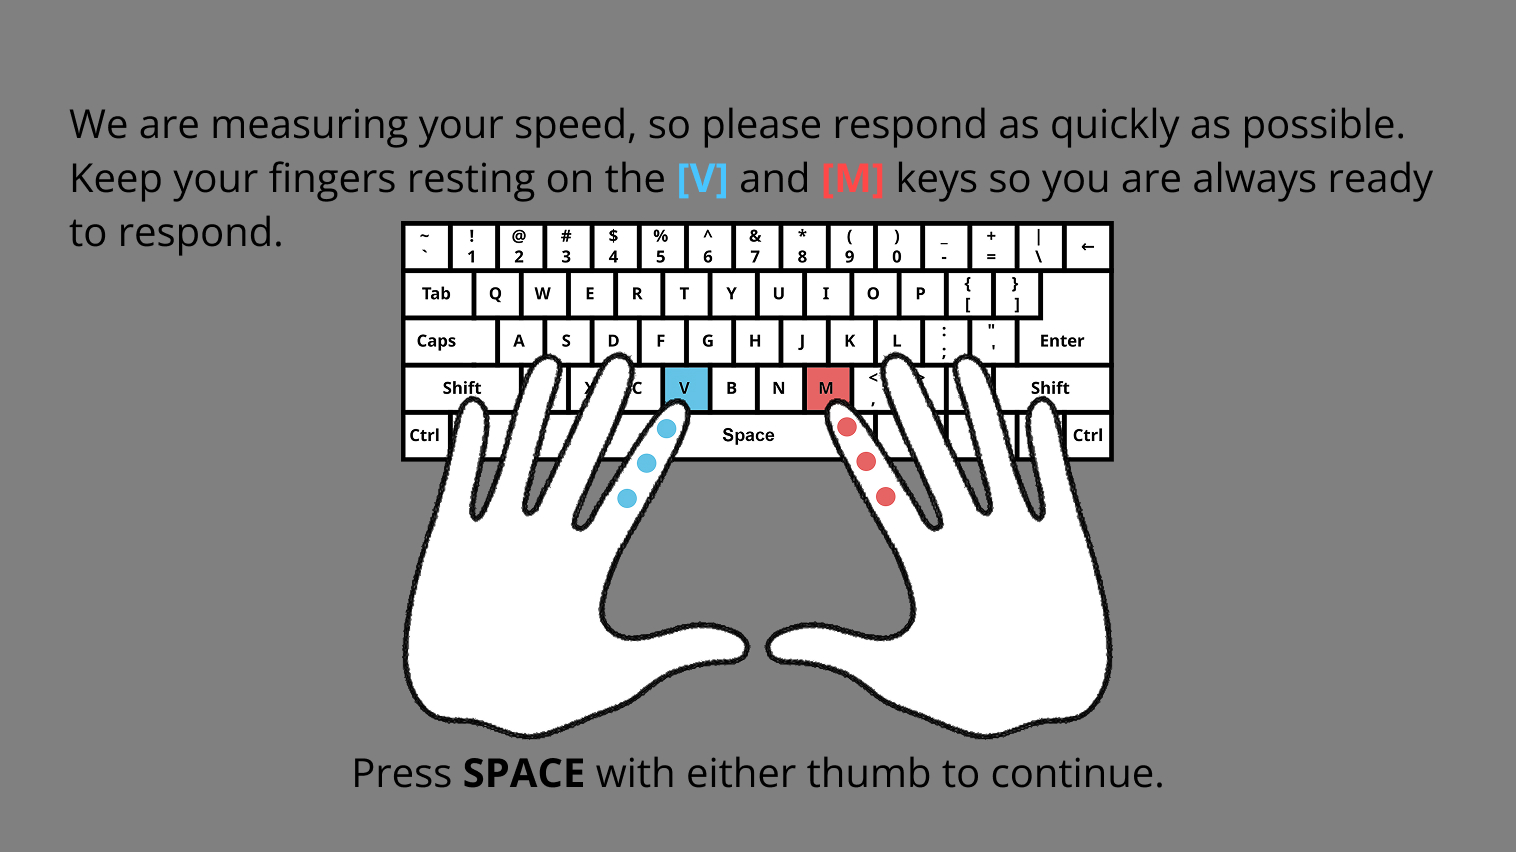 We are measuring your speed, so please respond as quickly as possible.
Keep your fingers resting on the [V] and [M] keys so you are always ready
to respond.
~ ! @ # $ % ^ & * ( ) _ + |
` 1 2 3 4 5 6 7 8 9 0 - = \ ←
Tab Q W E R T Y U I O P { [ } ]
Caps A S D F G H J K L : ; " ' Enter
Shift C V B N M < , Shift
Ctrl Space Ctrl
Press SPACE with either thumb to continue.